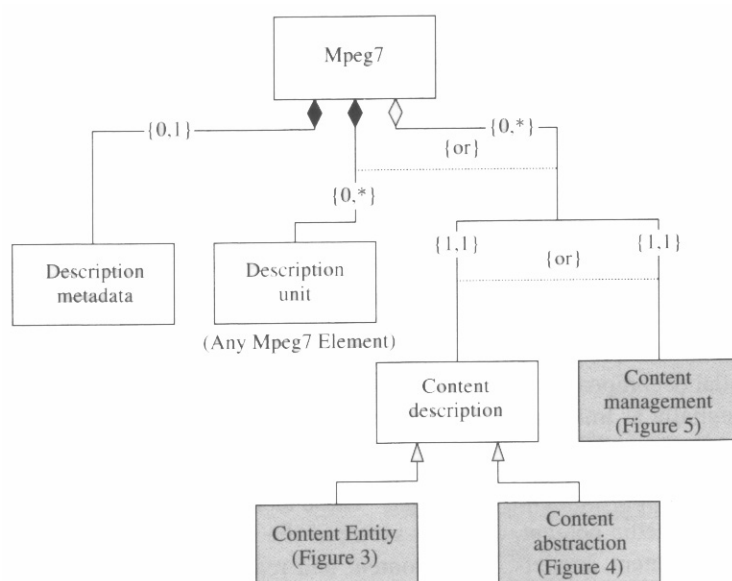 Mpeg7
{0,1}
{0,*}
{or}
{0,*}
{1,1}
{1,1}
{or}
Description
metadata
Description
unit
(Any Mpeg7 Element)
Content
description
Content
management
(Figure 5)
Content Entity
(Figure 3)
Content
abstraction
(Figure 4)